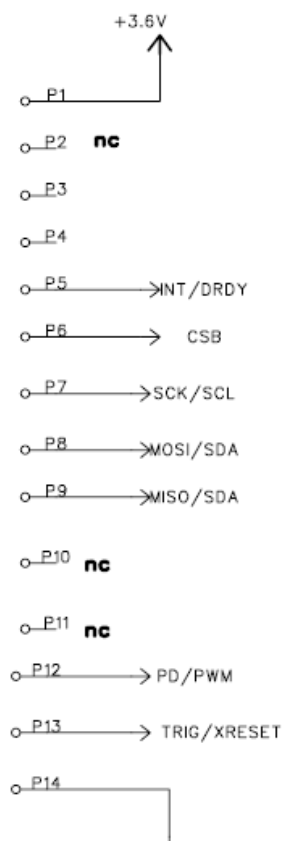 +3.6V
P1
P2 nc
P3
P4
P5 INT/DRDY
P6 CSB
P7 SCK/SCL
P8 MOSI/SDA
P9 MISO/SDA
P10 nc
P11 nc
P12 PD/PWM
P13 TRIG/XRESET
P14